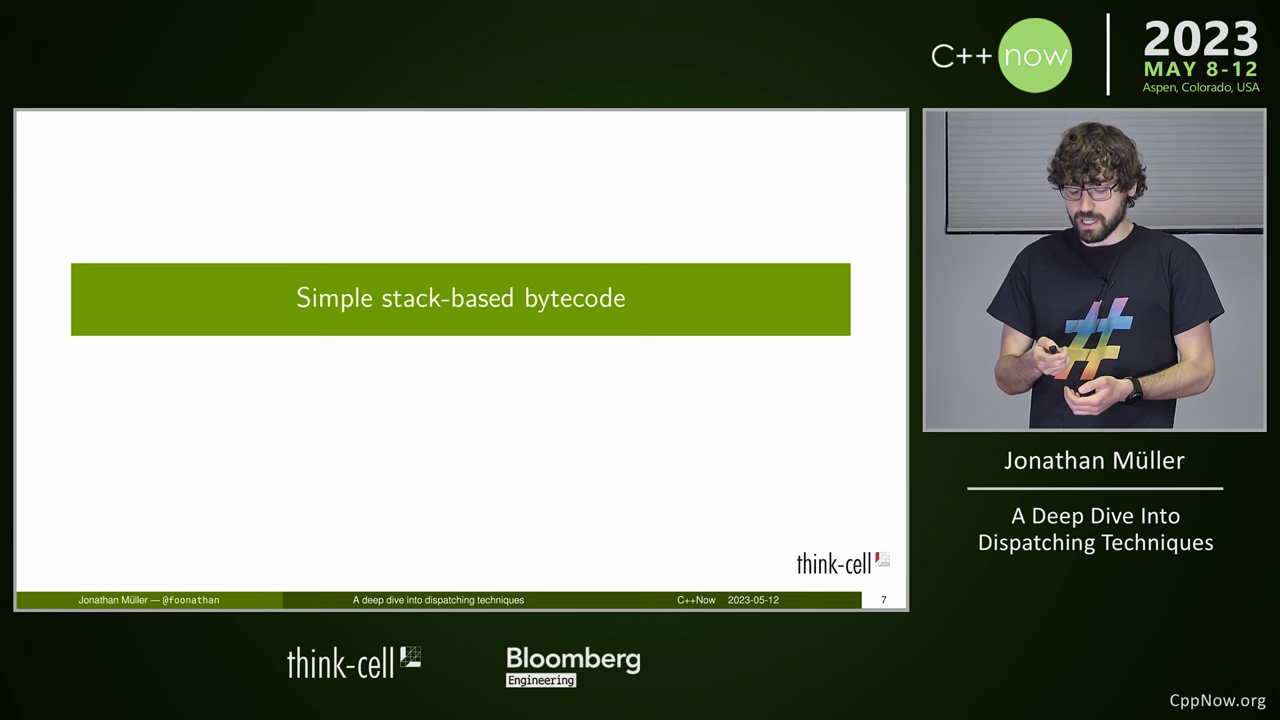 C++ now
2023
MAY 8-12
Aspen, Colorado, USA
Simple stack-based bytecode
think-cell
Jonathan Müller — @foonathan A deep dive into dispatching techniques C++Now 2023-05-12 7
#
Jonathan Müller
A Deep Dive Into
Dispatching Techniques
think-cell
Bloomberg
Engineering
CppNow.org